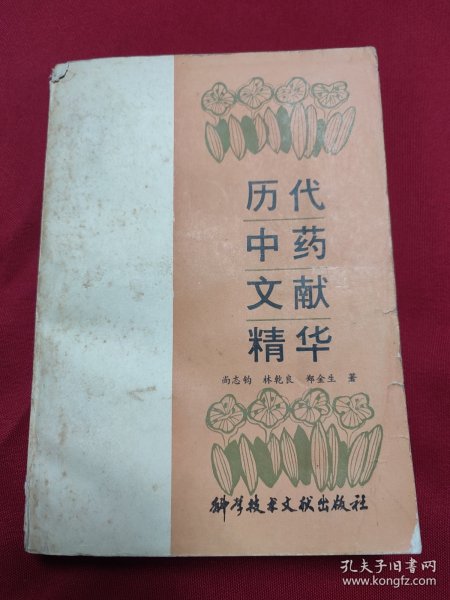 历代
中药
文献
精华
尚志钧 林乾良 郑金生 著
科学技术文献出版社
孔夫子旧书网
www.kongfz.com